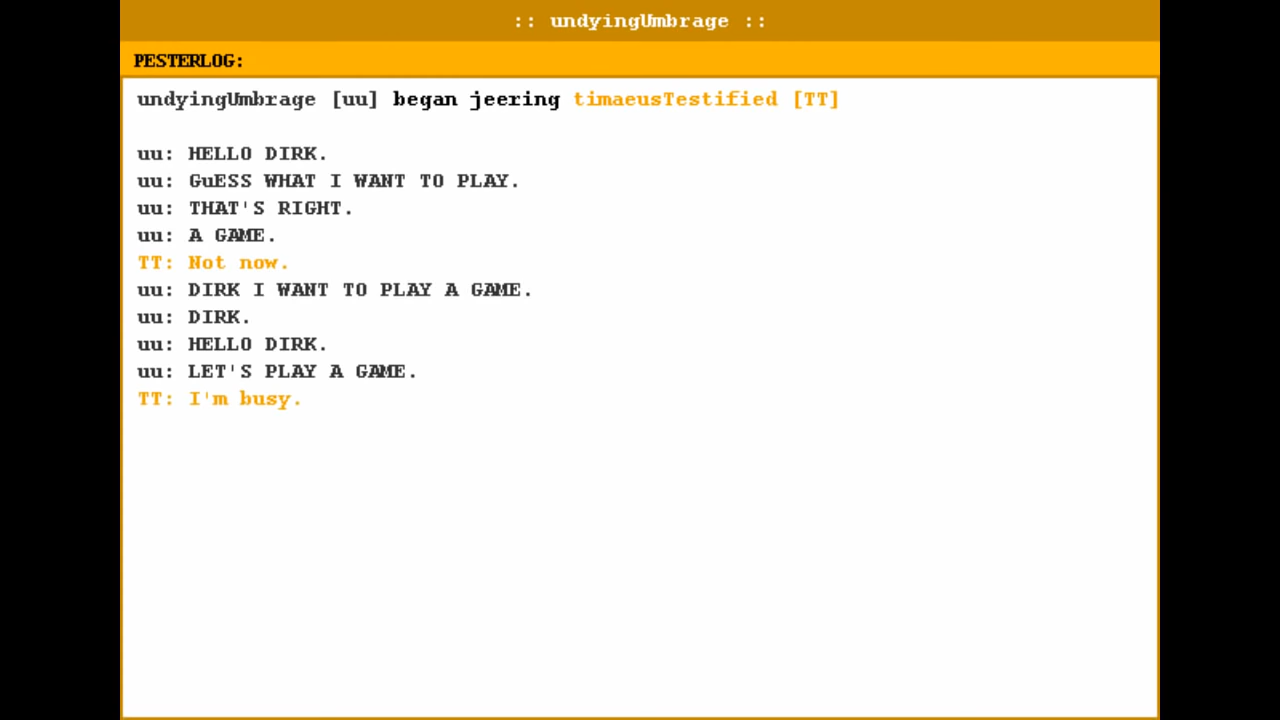 :: undyingUmbrage ::
PESTERLOG:
undyingUmbrage [uu] began jeering timaeusTestified [TT]
uu: HELLO DIRK.
uu: GuESS WHAT I WANT TO PLAY.
uu: THAT'S RIGHT.
uu: A GAME.
TT: Not now.
uu: DIRK I WANT TO PLAY A GAME.
uu: DIRK.
uu: HELLO DIRK.
uu: LET'S PLAY A GAME.
TT: I'm busy.